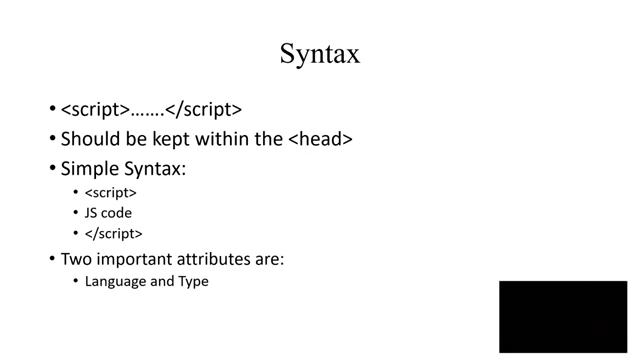 Syntax
• <script>…….</script>
• Should be kept within the <head>
• Simple Syntax:
• <script>
• JS code
• </script>
• Two important attributes are:
• Language and Type